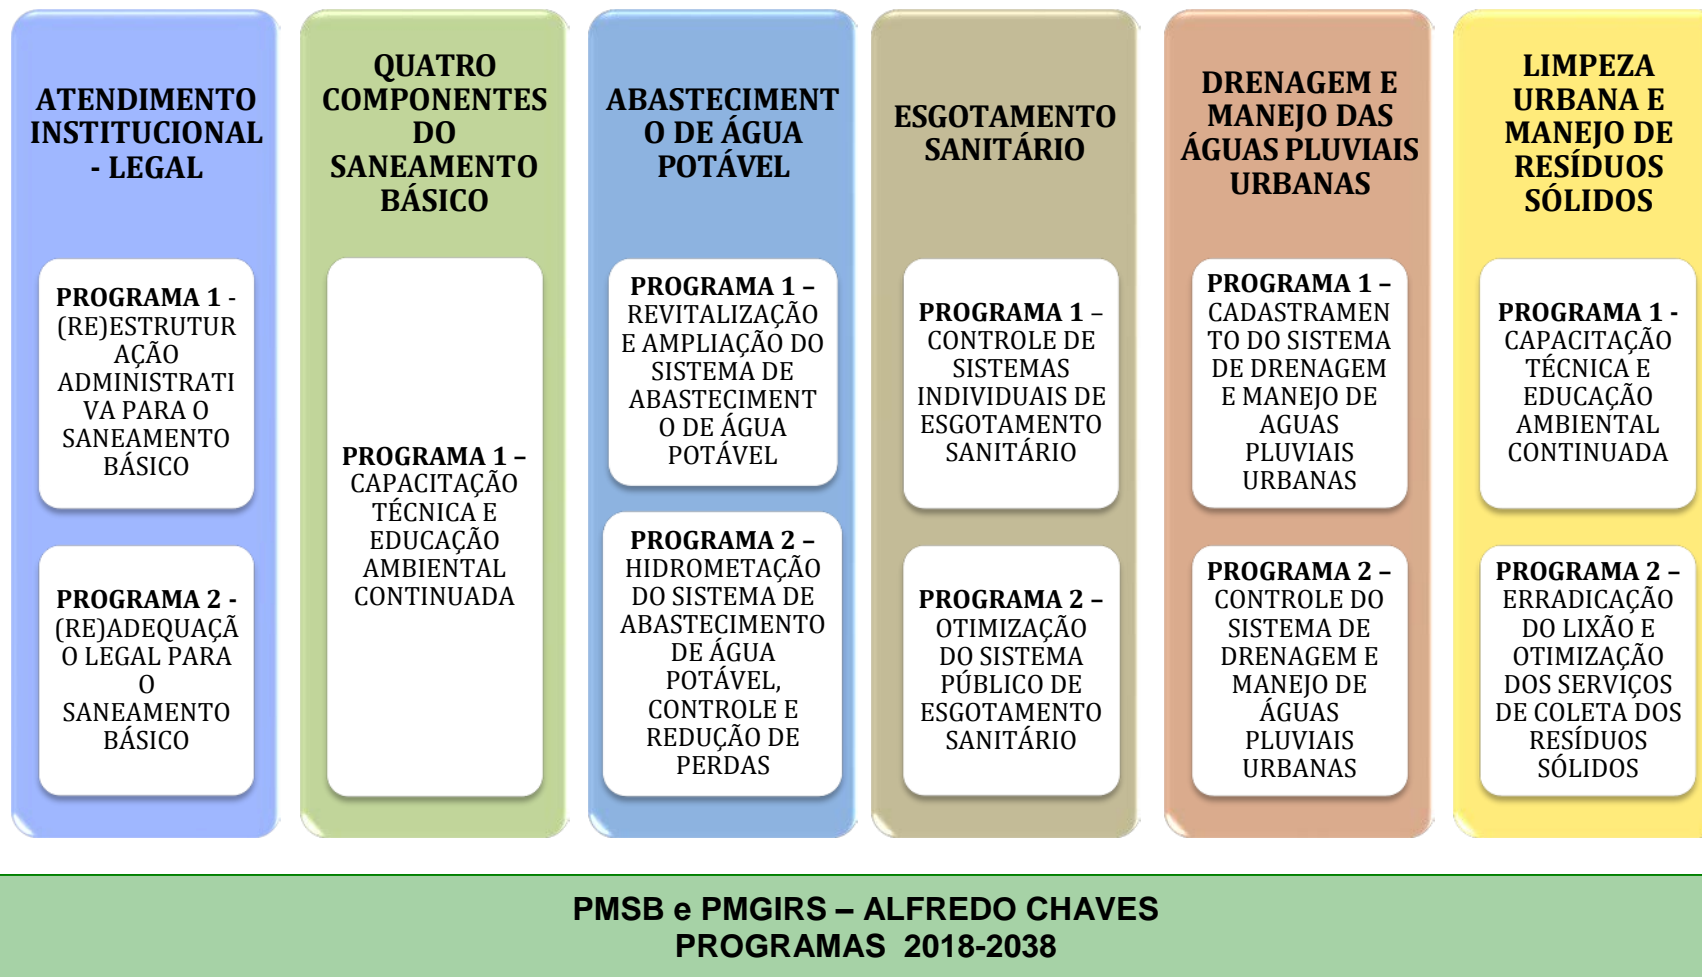 ATENDIMENTO
INSTITUCIONAL
- LEGAL
PROGRAMA 1 -
(RE)ESTRUTUR
AÇÃO
ADMINISTRATI
VA PARA O
SANEAMENTO
BÁSICO
PROGRAMA 2 -
(RE)ADEQUAÇÃ
O LEGAL PARA
O
SANEAMENTO
BÁSICO
QUATRO
COMPONENTES
DO
SANEAMENTO
BÁSICO
PROGRAMA 1 –
CAPACITAÇÃO
TÉCNICA E
EDUCAÇÃO
AMBIENTAL
CONTINUADA
ABASTECIMENT
O DE ÁGUA
POTÁVEL
PROGRAMA 1 –
REVITALIZAÇÃO
E AMPLIAÇÃO DO
SISTEMA DE
ABASTECIMENT
O DE ÁGUA
POTÁVEL
PROGRAMA 2 –
HIDROMETAÇÃO
DO SISTEMA DE
ABASTECIMENTO
DE ÁGUA
POTÁVEL,
CONTROLE E
REDUÇÃO DE
PERDAS
ESGOTAMENTO
SANITÁRIO
PROGRAMA 1 –
CONTROLE DE
SISTEMAS
INDIVIDUAIS DE
ESGOTAMENTO
SANITÁRIO
PROGRAMA 2 –
OTIMIZAÇÃO
DO SISTEMA
PÚBLICO DE
ESGOTAMENTO
SANITÁRIO
DRENAGEM E
MANEJO DAS
ÁGUAS PLUVIAIS
URBANAS
PROGRAMA 1 –
CADASTRAMEN
TO DO SISTEMA
DE DRENAGEM
E MANEJO DE
AGUAS
PLUVIAIS
URBANAS
PROGRAMA 2 –
CONTROLE DO
SISTEMA DE
DRENAGEM E
MANEJO DE
ÁGUAS
PLUVIAIS
URBANAS
LIMPEZA
URBANA E
MANEJO DE
RESÍDUOS
SÓLIDOS
PROGRAMA 1 -
CAPACITAÇÃO
TÉCNICA E
EDUCAÇÃO
AMBIENTAL
CONTINUADA
PROGRAMA 2 –
ERRADICAÇÃO
DO LIXÃO E
OTIMIZAÇÃO
DOS SERVIÇOS
DE COLETA DOS
RESÍDUOS
SÓLIDOS
PMSB e PMGIRS – ALFREDO CHAVES
PROGRAMAS 2018-2038